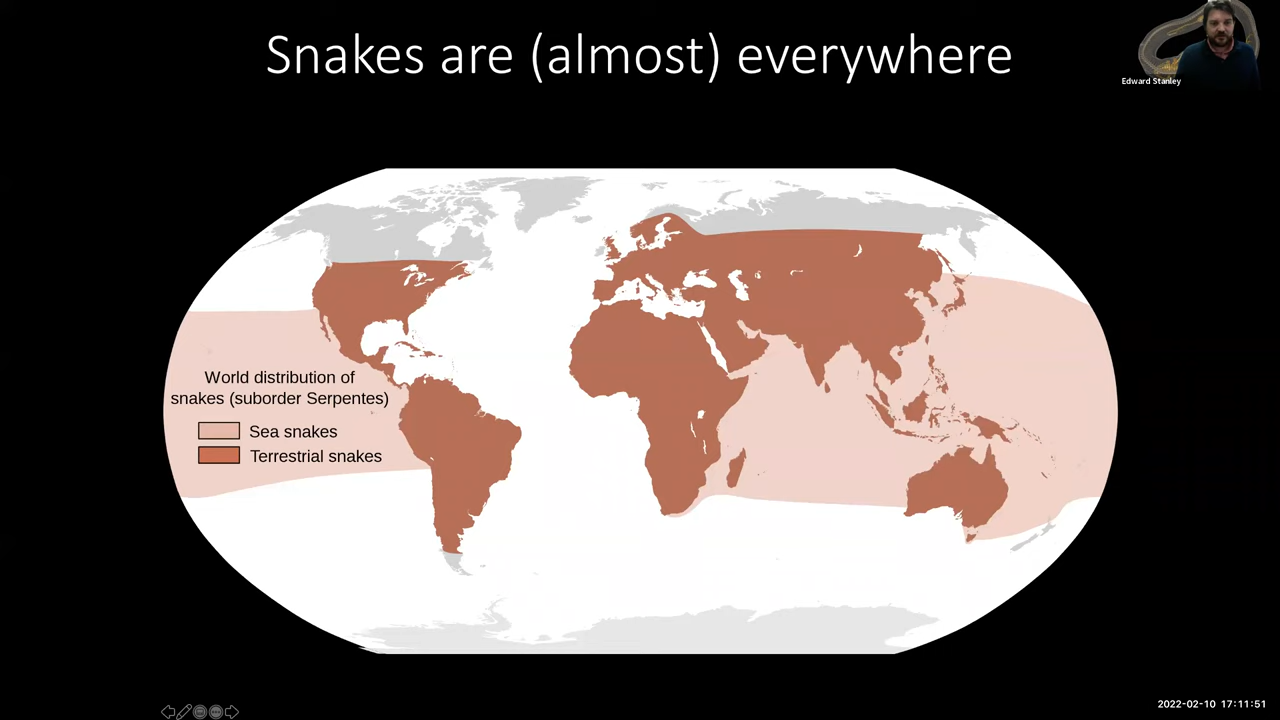 Snakes are (almost) everywhere
Edward Stanley
World distribution of
snakes (suborder Serpentes)
Sea snakes
Terrestrial snakes
2022-02-10 17:11:51